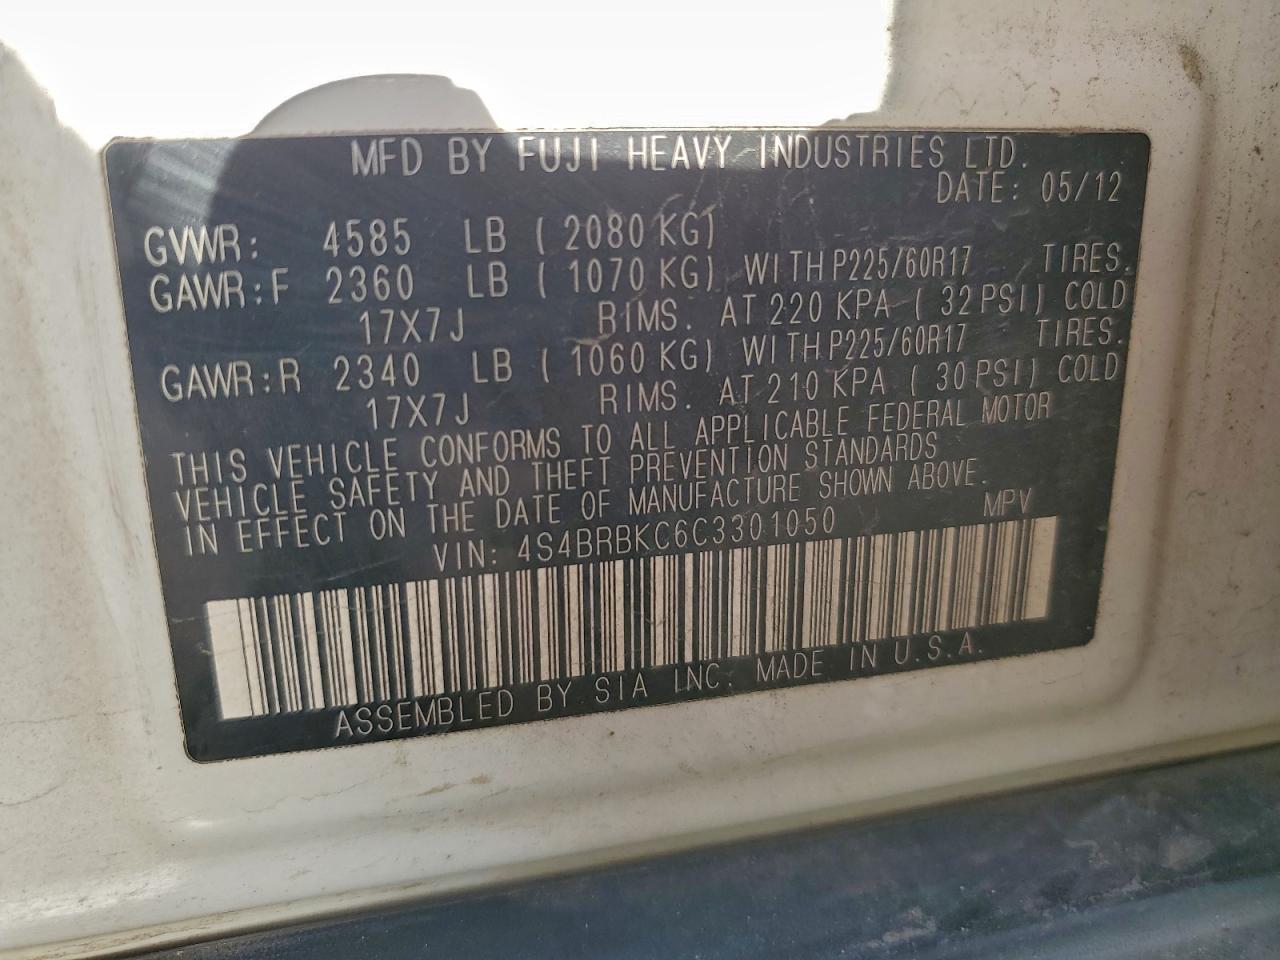 MFD BY FUJI HEAVY INDUSTRIES LTD.
DATE: 05/12
GVWR: 4585 LB ( 2080 KG)
GAWR:F 2360 LB ( 1070 KG) WITH P225/60R17 TIRES.
17X7J RIMS. AT 220 KPA ( 32 PSI) COLD
GAWR:R 2340 LB ( 1060 KG) WITH P225/60R17 TIRES.
17X7J RIMS. AT 210 KPA ( 30 PSI) COLD
THIS VEHICLE CONFORMS TO ALL APPLICABLE FEDERAL MOTOR
VEHICLE SAFETY AND THEFT PREVENTION STANDARDS
IN EFFECT ON THE DATE OF MANUFACTURE SHOWN ABOVE.
VIN: 4S4BRBKC6C3301050 MPV
ASSEMBLED BY SIA INC. MADE IN U.S.A.